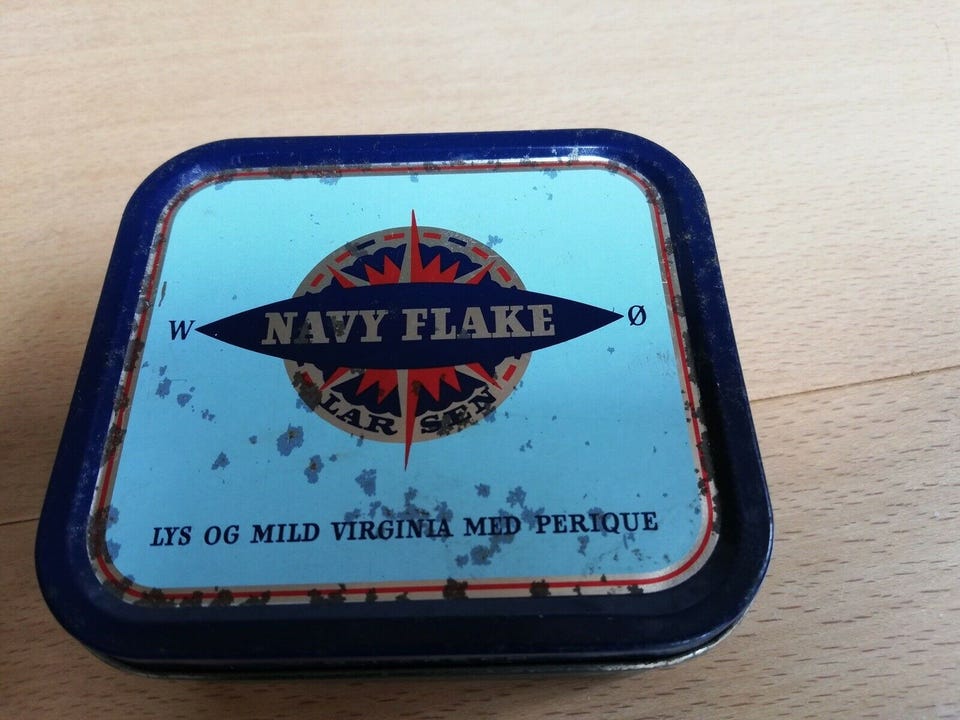 W NAVY FLAKE Ø
LARSEN
LYS OG MILD VIRGINIA MED PERIQUE